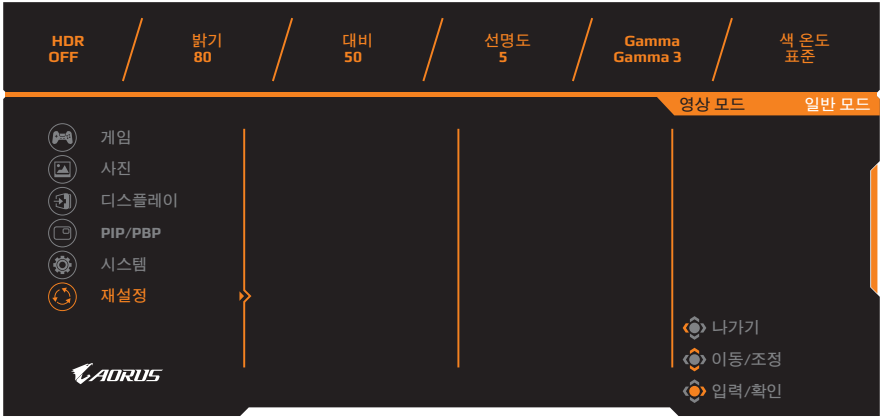 HDR
OFF
밝기
80
대비
50
선명도
5
Gamma
Gamma 3
색 온도
표준
영상 모드
일반 모드
게임
사진
디스플레이
PIP/PBP
시스템
재설정
나가기
이동/조정
입력/확인
AORUS